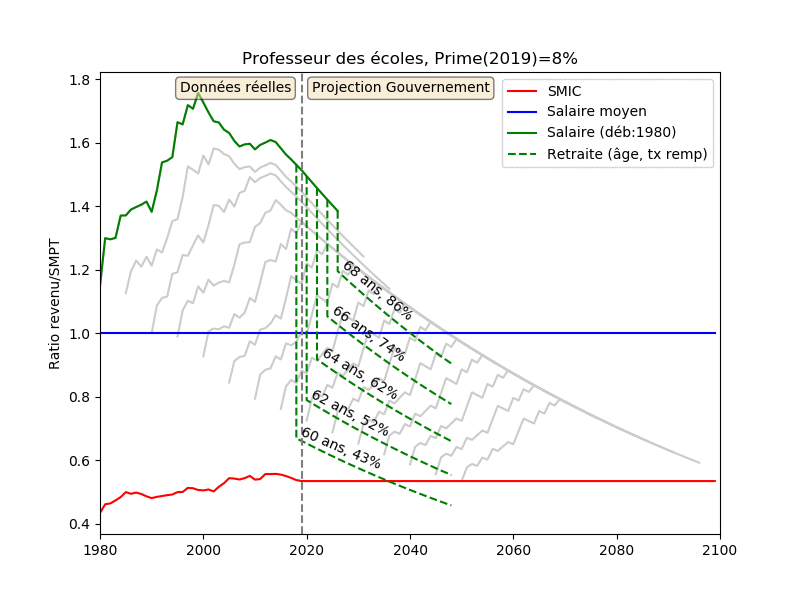 Professeur des écoles, Prime(2019)=8%
Données réelles
Projection Gouvernement
SMIC
Salaire moyen
Salaire (déb:1980)
Retraite (âge, tx remp)
Ratio revenu/SMPT
1.8
1.6
1.4
1.2
1.0
0.8
0.6
0.4
68 ans, 86%
66 ans, 74%
64 ans, 62%
62 ans, 52%
60 ans, 43%
1980
2000
2020
2040
2060
2080
2100